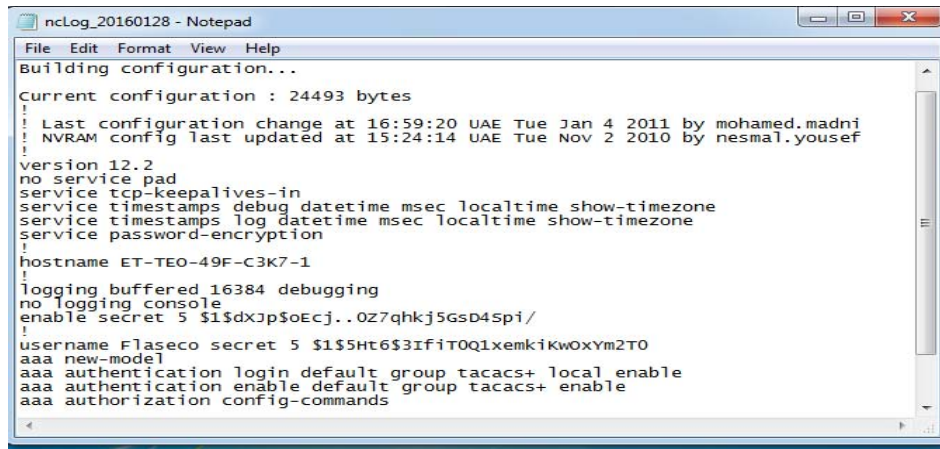 ncLog_20160128 - Notepad
File Edit Format View Help
Building configuration...
Current configuration : 24493 bytes
!
! Last configuration change at 16:59:20 UAE Tue Jan 4 2011 by mohamed.madni
! NVRAM config last updated at 15:24:14 UAE Tue Nov 2 2010 by nesmal.yousef
!
version 12.2
no service pad
service tcp-keepalives-in
service timestamps debug datetime msec localtime show-timezone
service timestamps log datetime msec localtime show-timezone
service password-encryption
!
hostname ET-TEO-49F-C3K7-1
!
logging buffered 16384 debugging
no logging console
enable secret 5 $1$dXJp$oEcj..0Z7qhkj5GsD4Spi/
!
username Flaseco secret 5 $1$5Ht6$3IfiT0Q1xemkiKwOxYm2T0
aaa new-model
aaa authentication login default group tacacs+ local enable
aaa authentication enable default group tacacs+ enable
aaa authorization config-commands